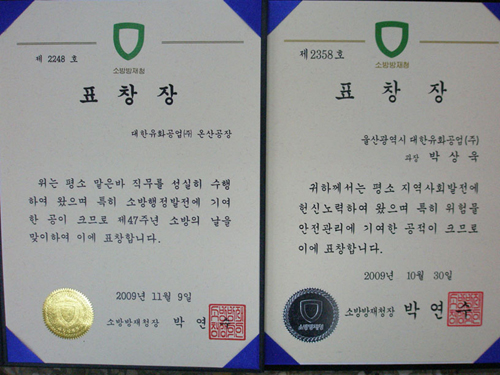 소방방재청
제 2248 호
표 창 장
대한유화공업㈜ 온산공장
위는 평소 맡은바 직무를 성실히 수행
하여 왔으며 특히 소방행정발전에 기여
한 공이 크므로 제47주년 소방의 날을
맞이하여 이에 표창합니다.
2009년 11월 9일
소방방재청장 박 연 수
소방방재청
제2358호
표 창 장
울산광역시 대한유화공업(주)
과장 박상욱
귀하께서는 평소 지역사회발전에
헌신노력하여 왔으며 특히 위험물
안전관리에 기여한 공적이 크므로
이에 표창합니다.
2009년 10월 30일
소방방재청장 박 연 수
소방방재청